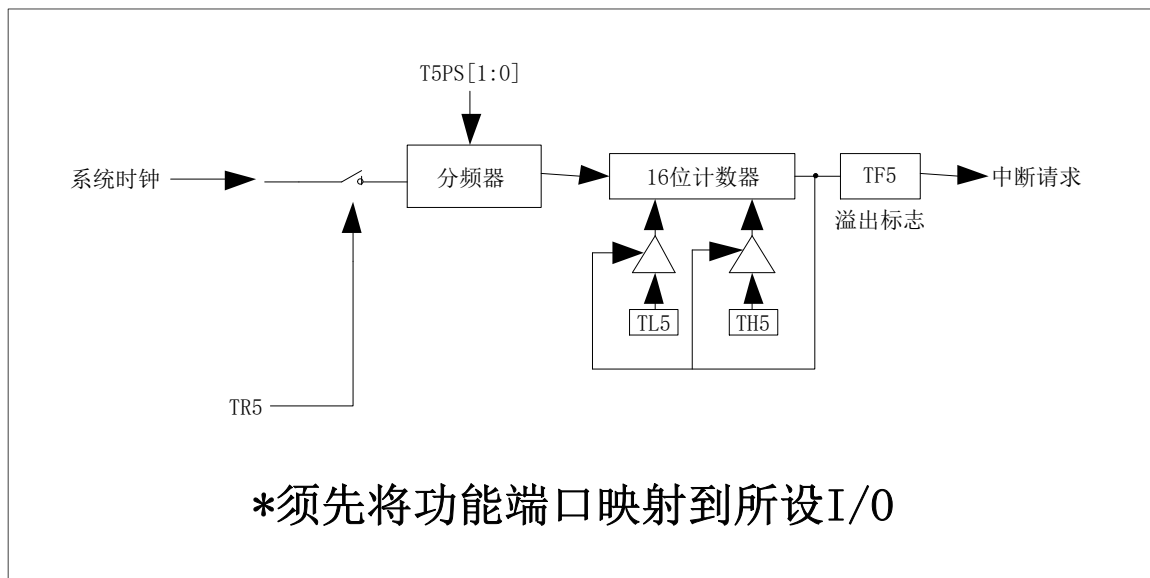 T5PS[1:0]
系统时钟
分频器
16位计数器
TF5
中断请求
溢出标志
TL5
TH5
TR5
*须先将功能端口映射到所设I/O